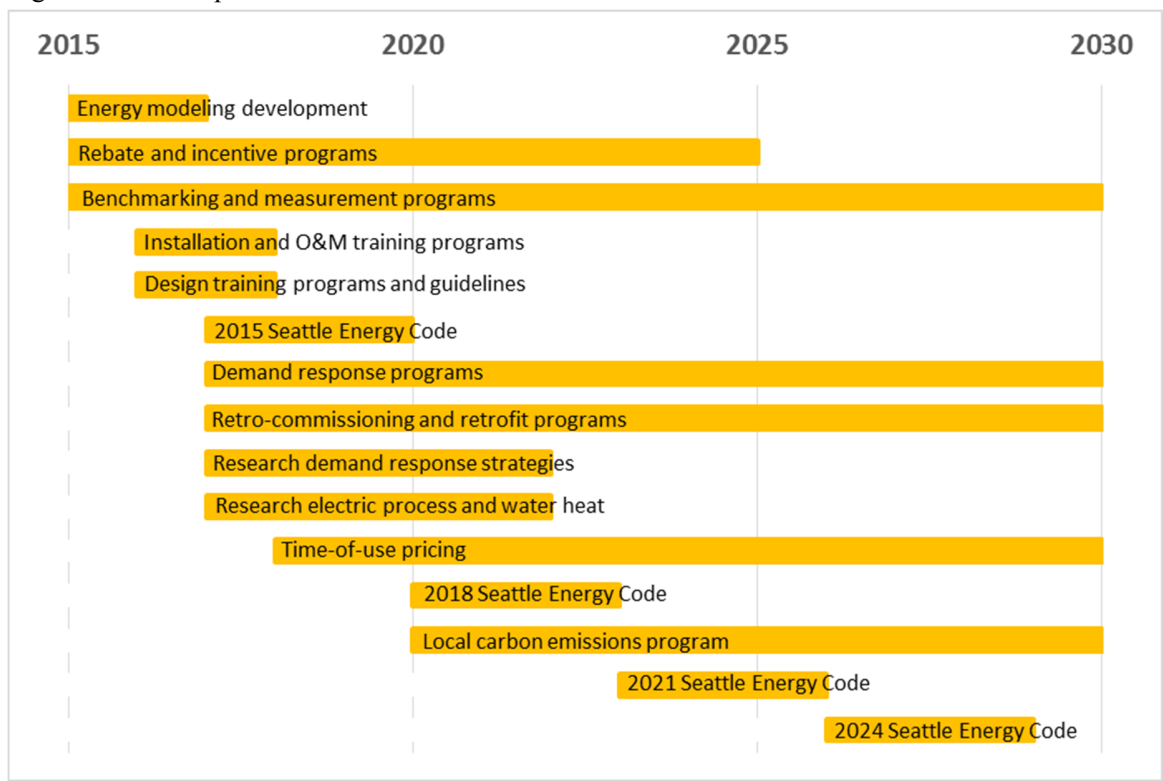 2015 2020 2025 2030
Energy modeling development
Rebate and incentive programs
Benchmarking and measurement programs
Installation and O&M training programs
Design training programs and guidelines
2015 Seattle Energy Code
Demand response programs
Retro-commissioning and retrofit programs
Research demand response strategies
Research electric process and water heat
Time-of-use pricing
2018 Seattle Energy Code
Local carbon emissions program
2021 Seattle Energy Code
2024 Seattle Energy Code